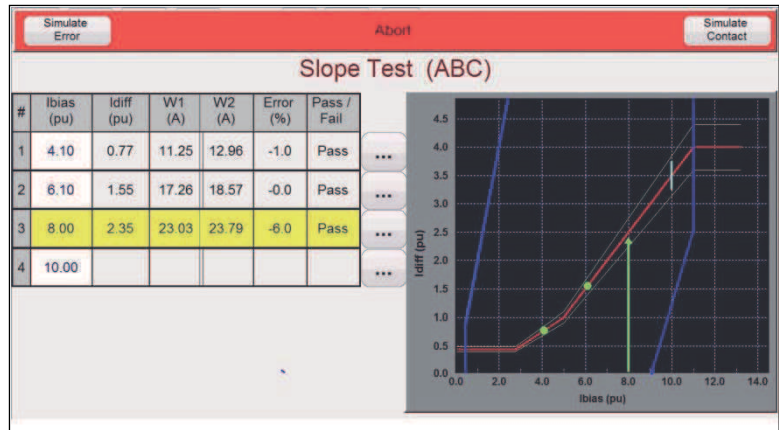 Simulate Error
Abort
Simulate Contact
Slope Test (ABC)
# Ibias (pu) Idiff (pu) W1 (A) W2 (A) Error (%) Pass / Fail
1 4.10 0.77 11.25 12.96 -1.0 Pass ...
2 6.10 1.55 17.26 18.57 -0.0 Pass ...
3 8.00 2.35 23.03 23.79 -6.0 Pass ...
4 10.00 ...
Idiff (pu)
4.5
4.0
3.5
3.0
2.5
2.0
1.5
1.0
0.5
0.0
0.0 2.0 4.0 6.0 8.0 10.0 12.0 14.0
Ibias (pu)